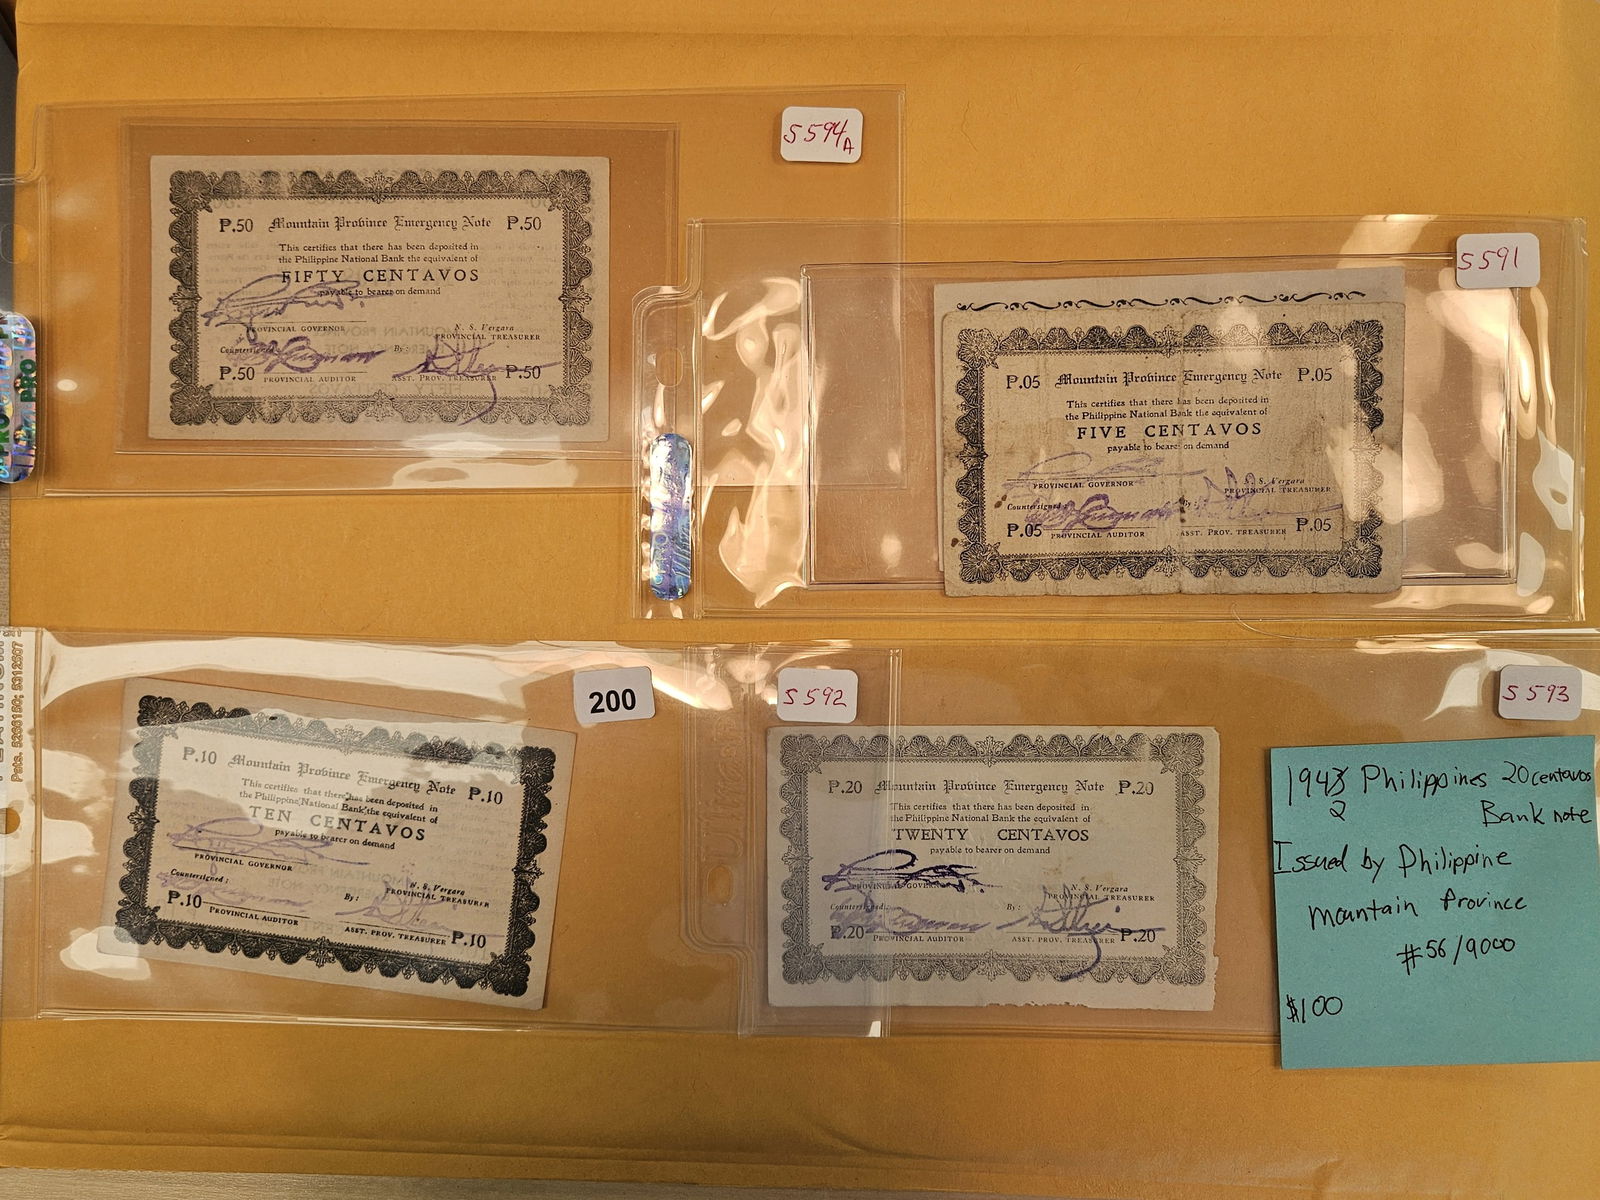 S594A
₱.50 Mountain Province Emergency Note ₱.50
This certifies that there has been deposited in
the Philippine National Bank the equivalent of
FIFTY CENTAVOS
payable to bearer on demand
PROVINCIAL GOVERNOR
N. S. Vergara
PROVINCIAL TREASURER
Countersigned: By:
₱.50 PROVINCIAL AUDITOR ASST. PROV. TREASURER ₱.50
S591
₱.05 Mountain Province Emergency Note ₱.05
This certifies that there has been deposited in
the Philippine National Bank the equivalent of
FIVE CENTAVOS
payable to bearer on demand
PROVINCIAL GOVERNOR
N. S. Vergara
PROVINCIAL TREASURER
Countersigned: By:
₱.05 PROVINCIAL AUDITOR ASST. PROV. TREASURER ₱.05
PRO
Pats. 5266150; 5312507
200
₱.10 Mountain Province Emergency Note ₱.10
This certifies that there has been deposited in
the Philippine National Bank the equivalent of
TEN CENTAVOS
payable to bearer on demand
PROVINCIAL GOVERNOR
N. S. Vergara
PROVINCIAL TREASURER
Countersigned: By:
₱.10 PROVINCIAL AUDITOR ASST. PROV. TREASURER ₱.10
S592
₱.20 Mountain Province Emergency Note ₱.20
This certifies that there has been deposited in
the Philippine National Bank the equivalent of
TWENTY CENTAVOS
payable to bearer on demand
PROVINCIAL GOVERNOR
N. S. Vergara
PROVINCIAL TREASURER
Countersigned: By:
₱.20 PROVINCIAL AUDITOR ASST. PROV. TREASURER ₱.20
S593
1943 Philippines 20 centavos
2 Bank note
Issued by Philippine
Mountain Province
#56/9000
$100